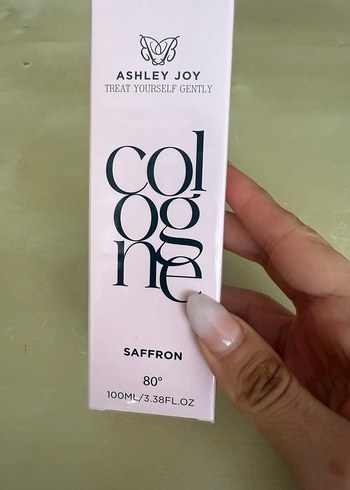 ASHLEY JOY
TREAT YOURSELF GENTLY
col
og
ne
SAFFRON
80°
100ML/3.38FL.OZ